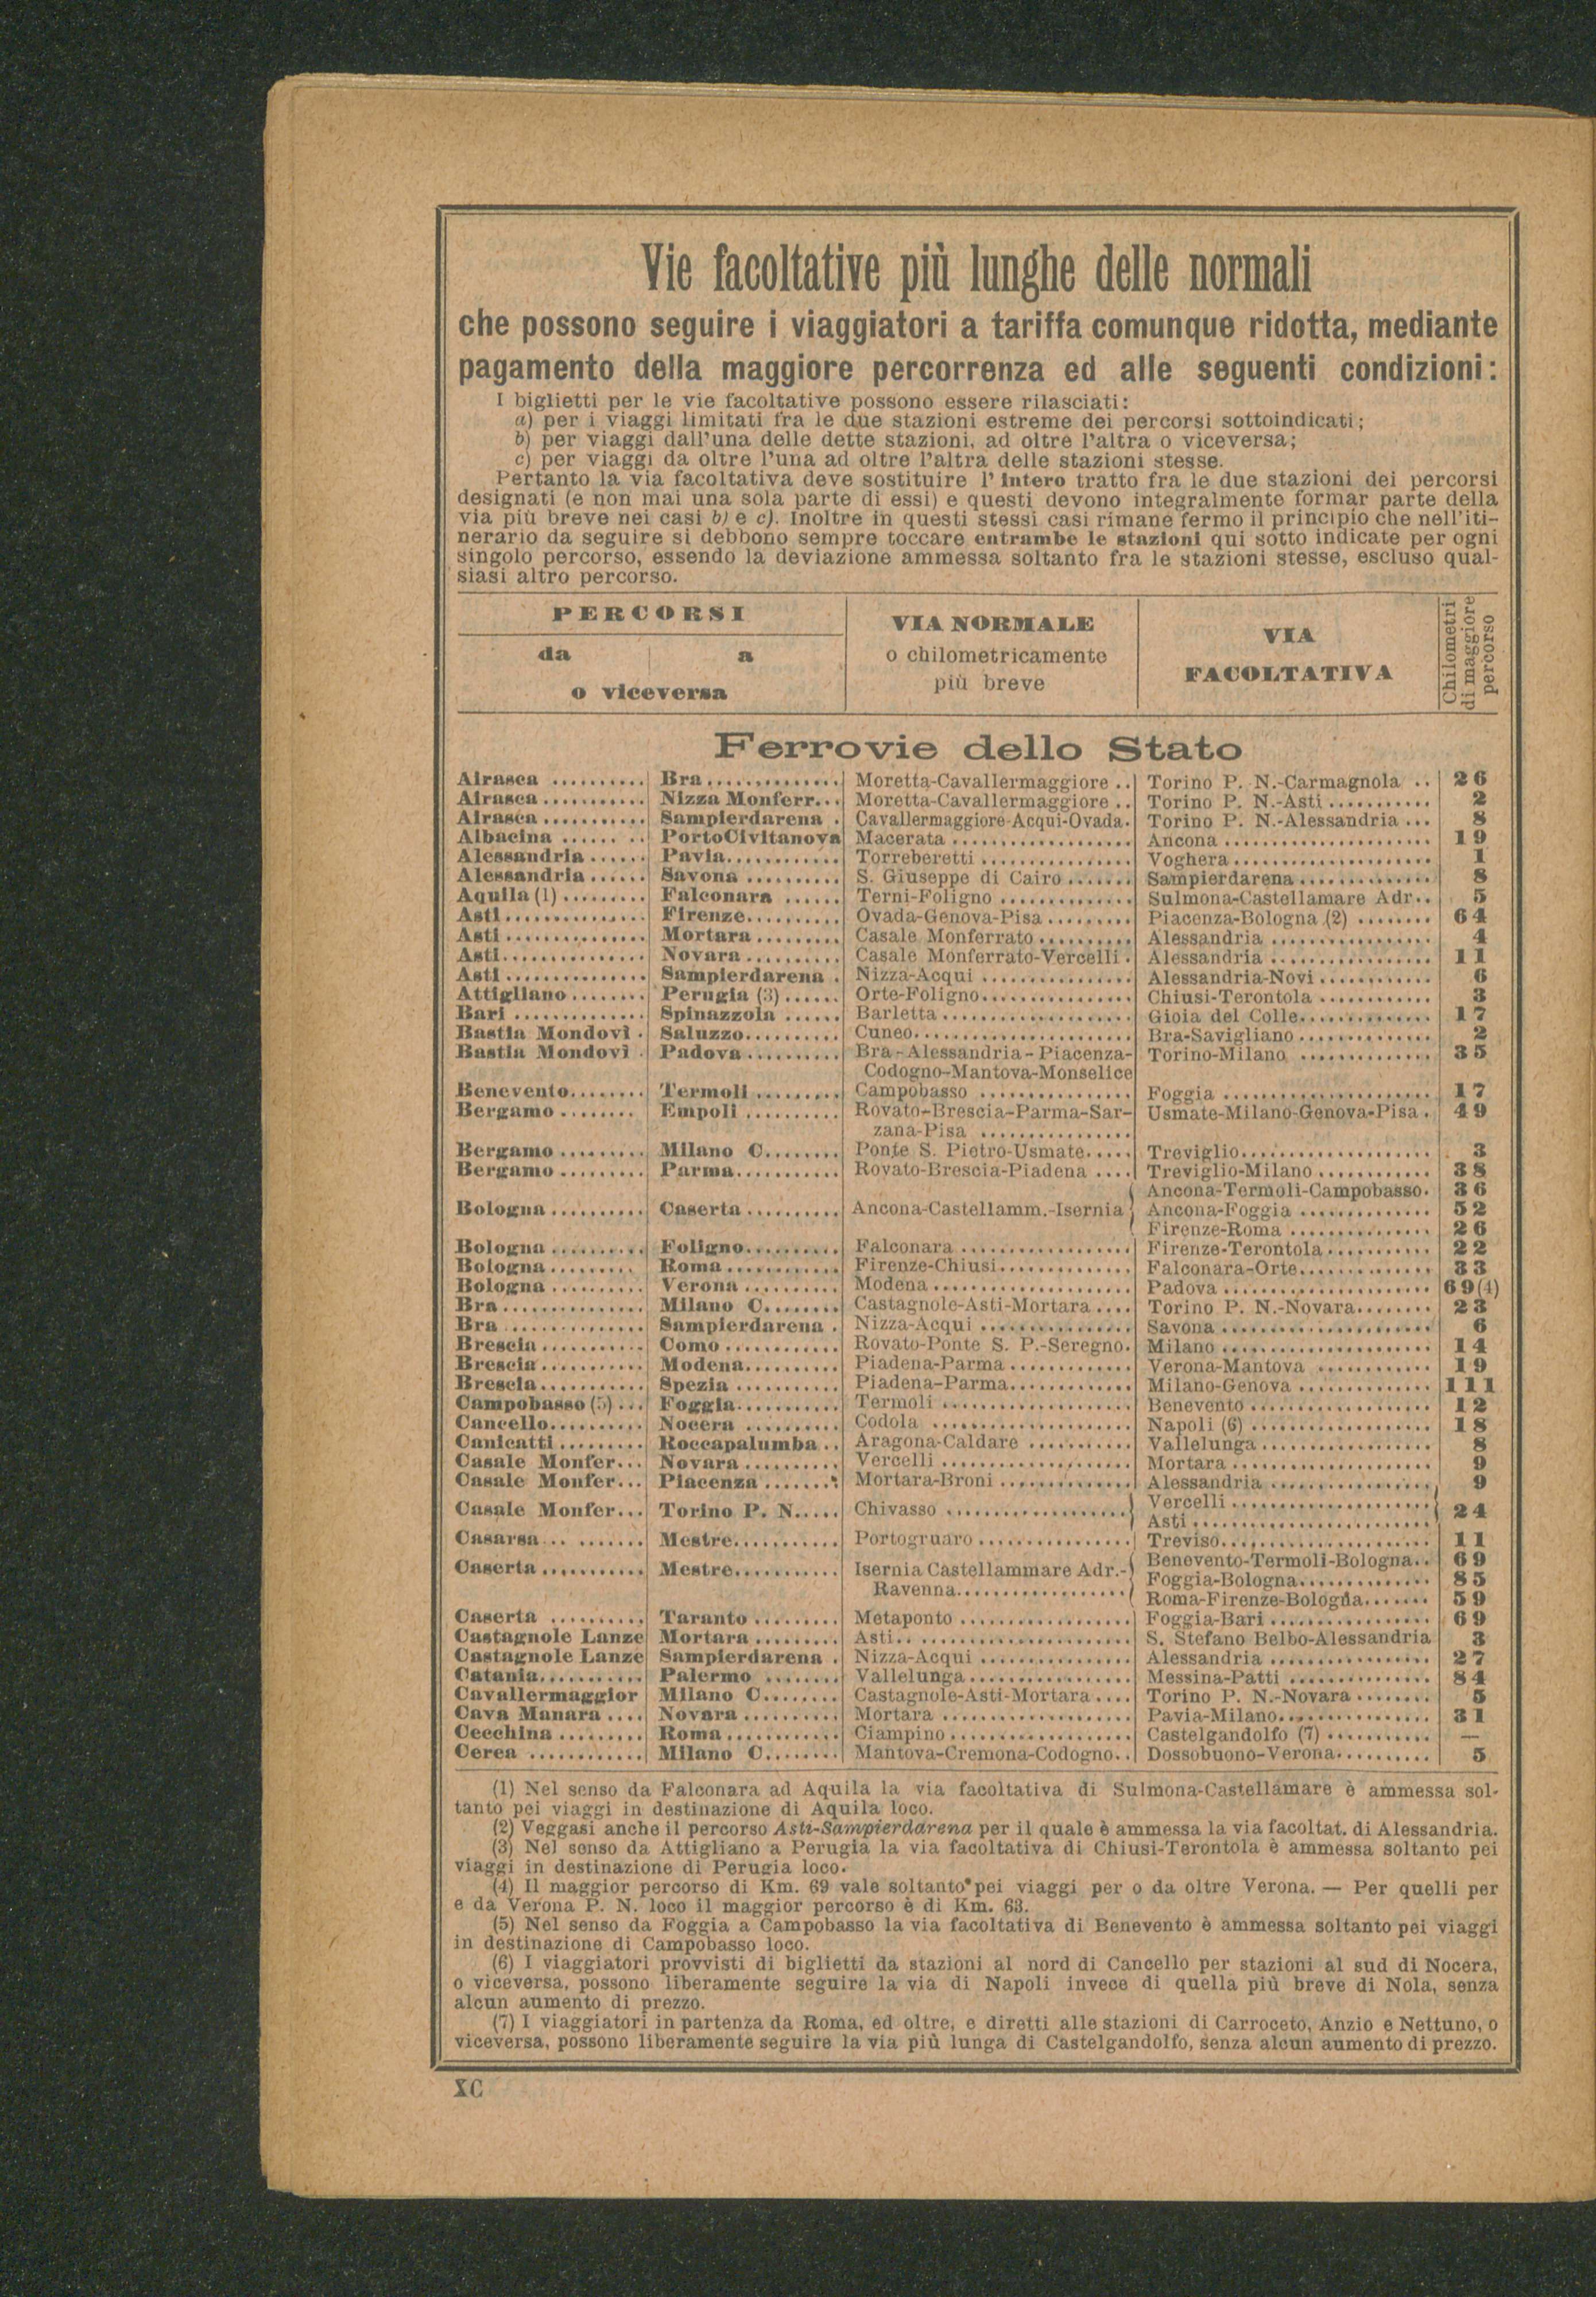 Vie facoltative più lunghe delle normali
che possono seguire i viaggiatori a tariffa comunque ridotta, mediante
pagamento della maggiore percorrenza ed alle seguenti condizioni:
I biglietti per le vie facoltative possono essere rilasciati:
a) per i viaggi limitati fra le due stazioni estreme dei percorsi sottoindicati;
b) per viaggi dall'una delle dette stazioni, ad oltre l'altra o viceversa;
c) per viaggi da oltre l'una ad oltre l'altra delle stazioni stesse.
Pertanto la via facoltativa deve sostituire l' intero tratto fra le due stazioni dei percorsi
designati (e non mai una sola parte di essi) e questi devono integralmente formar parte della
via più breve nei casi b) e c). Inoltre in questi stessi casi rimane fermo il principio che nell'iti-
nerario da seguire si debbono sempre toccare entrambe le stazioni qui sotto indicate per ogni
singolo percorso, essendo la deviazione ammessa soltanto fra le stazioni stesse, escluso qual-
siasi altro percorso.
PERCORSI
da a
o viceversa
VIA NORMALE
o chilometricamente
più breve
VIA
FACOLTATIVA
Chilometri
di maggiore
percorso
Ferrovie dello Stato
Airasca .......... Bra.............. Moretta-Cavallermaggiore .. Torino P. N.-Carmagnola .. 26
Airasca ........... Nizza Monferr... Moretta-Cavallermaggiore .. Torino P. N.-Asti ........... 2
Airasca ........... Sampierdarena . Cavallermaggiore-Acqui-Ovada. Torino P. N.-Alessandria ... 8
Albacina ...... .. PortoCivitanova Macerata ................... Ancona ...................... 19
Alessandria ...... Pavia............ Torreberetti ................ Voghera ..................... 1
Alessandria ...... Savona .......... S. Giuseppe di Cairo ....... Sampierdarena .............. 8
Aquila (1) ......... Falconara ...... Terni-Foligno .............. Sulmona-Castellamare Adr.. 5
Asti ............... Firenze.......... Ovada-Genova-Pisa ......... Piacenza-Bologna (2) ........ 64
Asti ............... Mortara ......... Casale Monferrato .......... Alessandria ................. 4
Asti............... Novara .......... Casale Monferrato-Vercelli . Alessandria ................. 11
Asti ............... Sampierdarena . Nizza-Acqui ................ Alessandria-Novi ............ 6
Attigliano ........ Perugia (3) ...... Orte-Foligno................ Chiusi-Terontola ............ 3
Bari .............. Spinazzola ...... Barletta .................... Gioia del Colle.............. 17
Bastia Mondovì . Saluzzo.......... Cuneo....................... Bra-Savigliano .............. 2
Bastia Mondovì . Padova .......... Bra-Alessandria-Piacenza- Torino-Milano .............. 35
Codogno-Mantova-Monselice
Benevento........ Termoli ......... Campobasso ................ Foggia ...................... 17
Bergamo ........ Empoli .......... Rovato-Brescia-Parma-Sar- Usmate-Milano-Genova-Pisa . 49
zana-Pisa ................
Bergamo ......... Milano C........ Ponte S. Pietro-Usmate..... Treviglio.................... 3
Bergamo ......... Parma........... Rovato-Brescia-Piadena .... Treviglio-Milano ............ 38
Ancona-Termoli-Campobasso. 36
Bologna .......... Caserta .......... Ancona-Castellamm.-Isernia Ancona-Foggia .............. 52
Firenze-Roma ............... 26
Bologna .......... Foligno.......... Falconara .................. Firenze-Terontola ........... 22
Bologna ......... Roma ............ Firenze-Chiusi.............. Falconara-Orte.............. 33
Bologna .......... Verona .......... Modena ..................... Padova ...................... 69(4)
Bra ............... Milano C........ Castagnole-Asti-Mortara .... Torino P. N.-Novara........ 23
Bra ............... Sampierdarena . Nizza-Acqui ................ Savona ...................... 6
Brescia ........... Como ............ Rovato-Ponte S. P.-Seregno. Milano ...................... 14
Brescia ........... Modena.......... Piadena-Parma ............. Verona-Mantova ............ 19
Brescia........... Spezia ........... Piadena-Parma............. Milano-Genova .............. 111
Campobasso (5) ... Foggia........... Termoli .................... Benevento ................... 12
Cancello.......... Nocera .......... Codola ..................... Napoli (6) ................... 18
Canicatti ......... Roccapalumba .. Aragona-Caldare ........... Vallelunga .................. 8
Casale Monfer... Novara .......... Vercelli .................... Mortara ..................... 9
Casale Monfer... Piacenza ........ Mortara-Broni .............. Alessandria ................. 9
Casale Monfer... Torino P. N..... Chivasso ................... Vercelli ..................... 24
Asti .........................
Casarsa... ....... Mestre........... Portogruaro ................ Treviso...................... 11
Caserta ........... Mestre........... Isernia Castellammare Adr.- Benevento-Termoli-Bologna.. 69
Ravenna.................. Foggia-Bologna.............. 85
Roma-Firenze-Bologna....... 59
Caserta .......... Taranto ......... Metaponto .................. Foggia-Bari ................. 69
Castagnole Lanze Mortara ......... Asti.. ...................... S. Stefano Belbo-Alessandria 3
Castagnole Lanze Sampierdarena . Nizza-Acqui ................ Alessandria ................. 27
Catania........... Palermo ........ Vallelunga ................. Messina-Patti ............... 84
Cavallermaggior Milano C........ Castagnole-Asti-Mortara .... Torino P. N.-Novara ........ 5
Cava Manara .... Novara .......... Mortara .................... Pavia-Milano................ 31
Cecchina ......... Roma............ Ciampino ................... Castelgandolfo (7) ........... —
Cerea ............ Milano C........ Mantova-Cremona-Codogno.. Dossobuono-Verona.......... 5
(1) Nel senso da Falconara ad Aquila la via facoltativa di Sulmona-Castellamare è ammessa sol-
tanto pei viaggi in destinazione di Aquila loco.
(2) Veggasi anche il percorso Asti-Sampierdarena per il quale è ammessa la via facoltat. di Alessandria.
(3) Nel senso da Attigliano a Perugia la via facoltativa di Chiusi-Terontola è ammessa soltanto pei
viaggi in destinazione di Perugia loco.
(4) Il maggior percorso di Km. 69 vale soltanto pei viaggi per o da oltre Verona. — Per quelli per
e da Verona P. N. loco il maggior percorso è di Km. 63.
(5) Nel senso da Foggia a Campobasso la via facoltativa di Benevento è ammessa soltanto pei viaggi
in destinazione di Campobasso loco.
(6) I viaggiatori provvisti di biglietti da stazioni al nord di Cancello per stazioni al sud di Nocera,
o viceversa, possono liberamente seguire la via di Napoli invece di quella più breve di Nola, senza
alcun aumento di prezzo.
(7) I viaggiatori in partenza da Roma, ed oltre, e diretti alle stazioni di Carroceto, Anzio e Nettuno, o
viceversa, possono liberamente seguire la via più lunga di Castelgandolfo, senza alcun aumento di prezzo.
XC